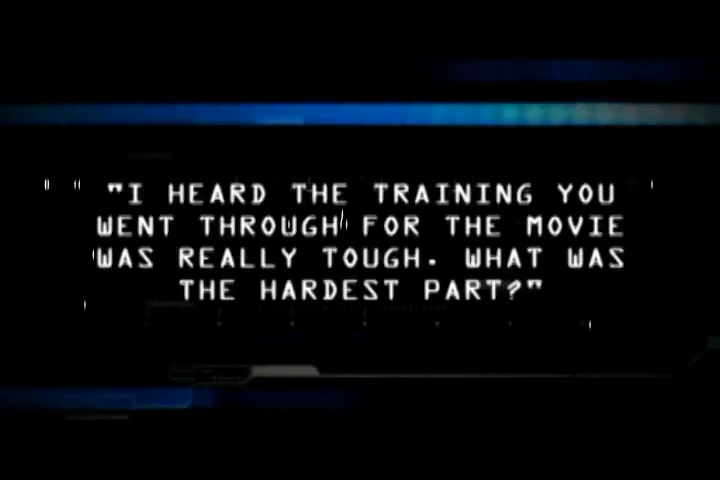 "I HEARD THE TRAINING YOU
WENT THROUGH FOR THE MOVIE
WAS REALLY TOUGH. WHAT WAS
THE HARDEST PART?"